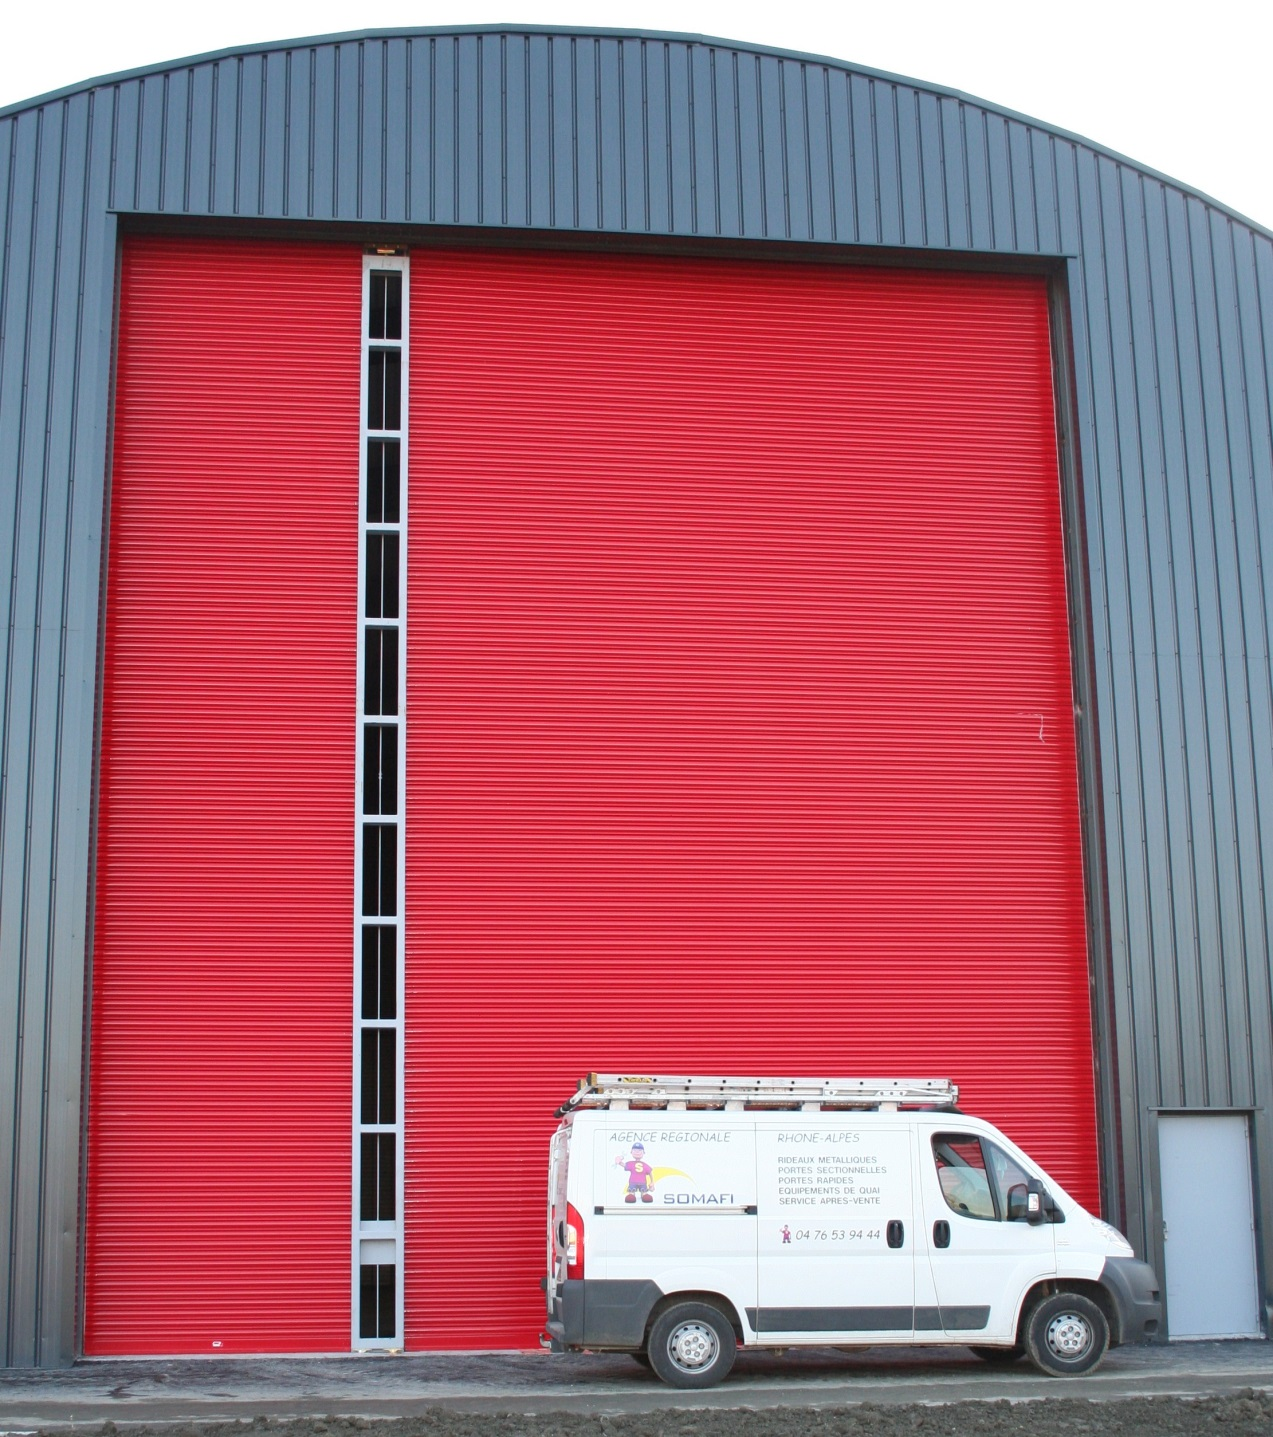 AGENCE REGIONALE
RHONE-ALPES
S
SOMAFI
RIDEAUX METALLIQUES
PORTES SECTIONNELLES
PORTES RAPIDES
EQUIPEMENTS DE QUAI
SERVICE APRES-VENTE
04 76 53 94 44